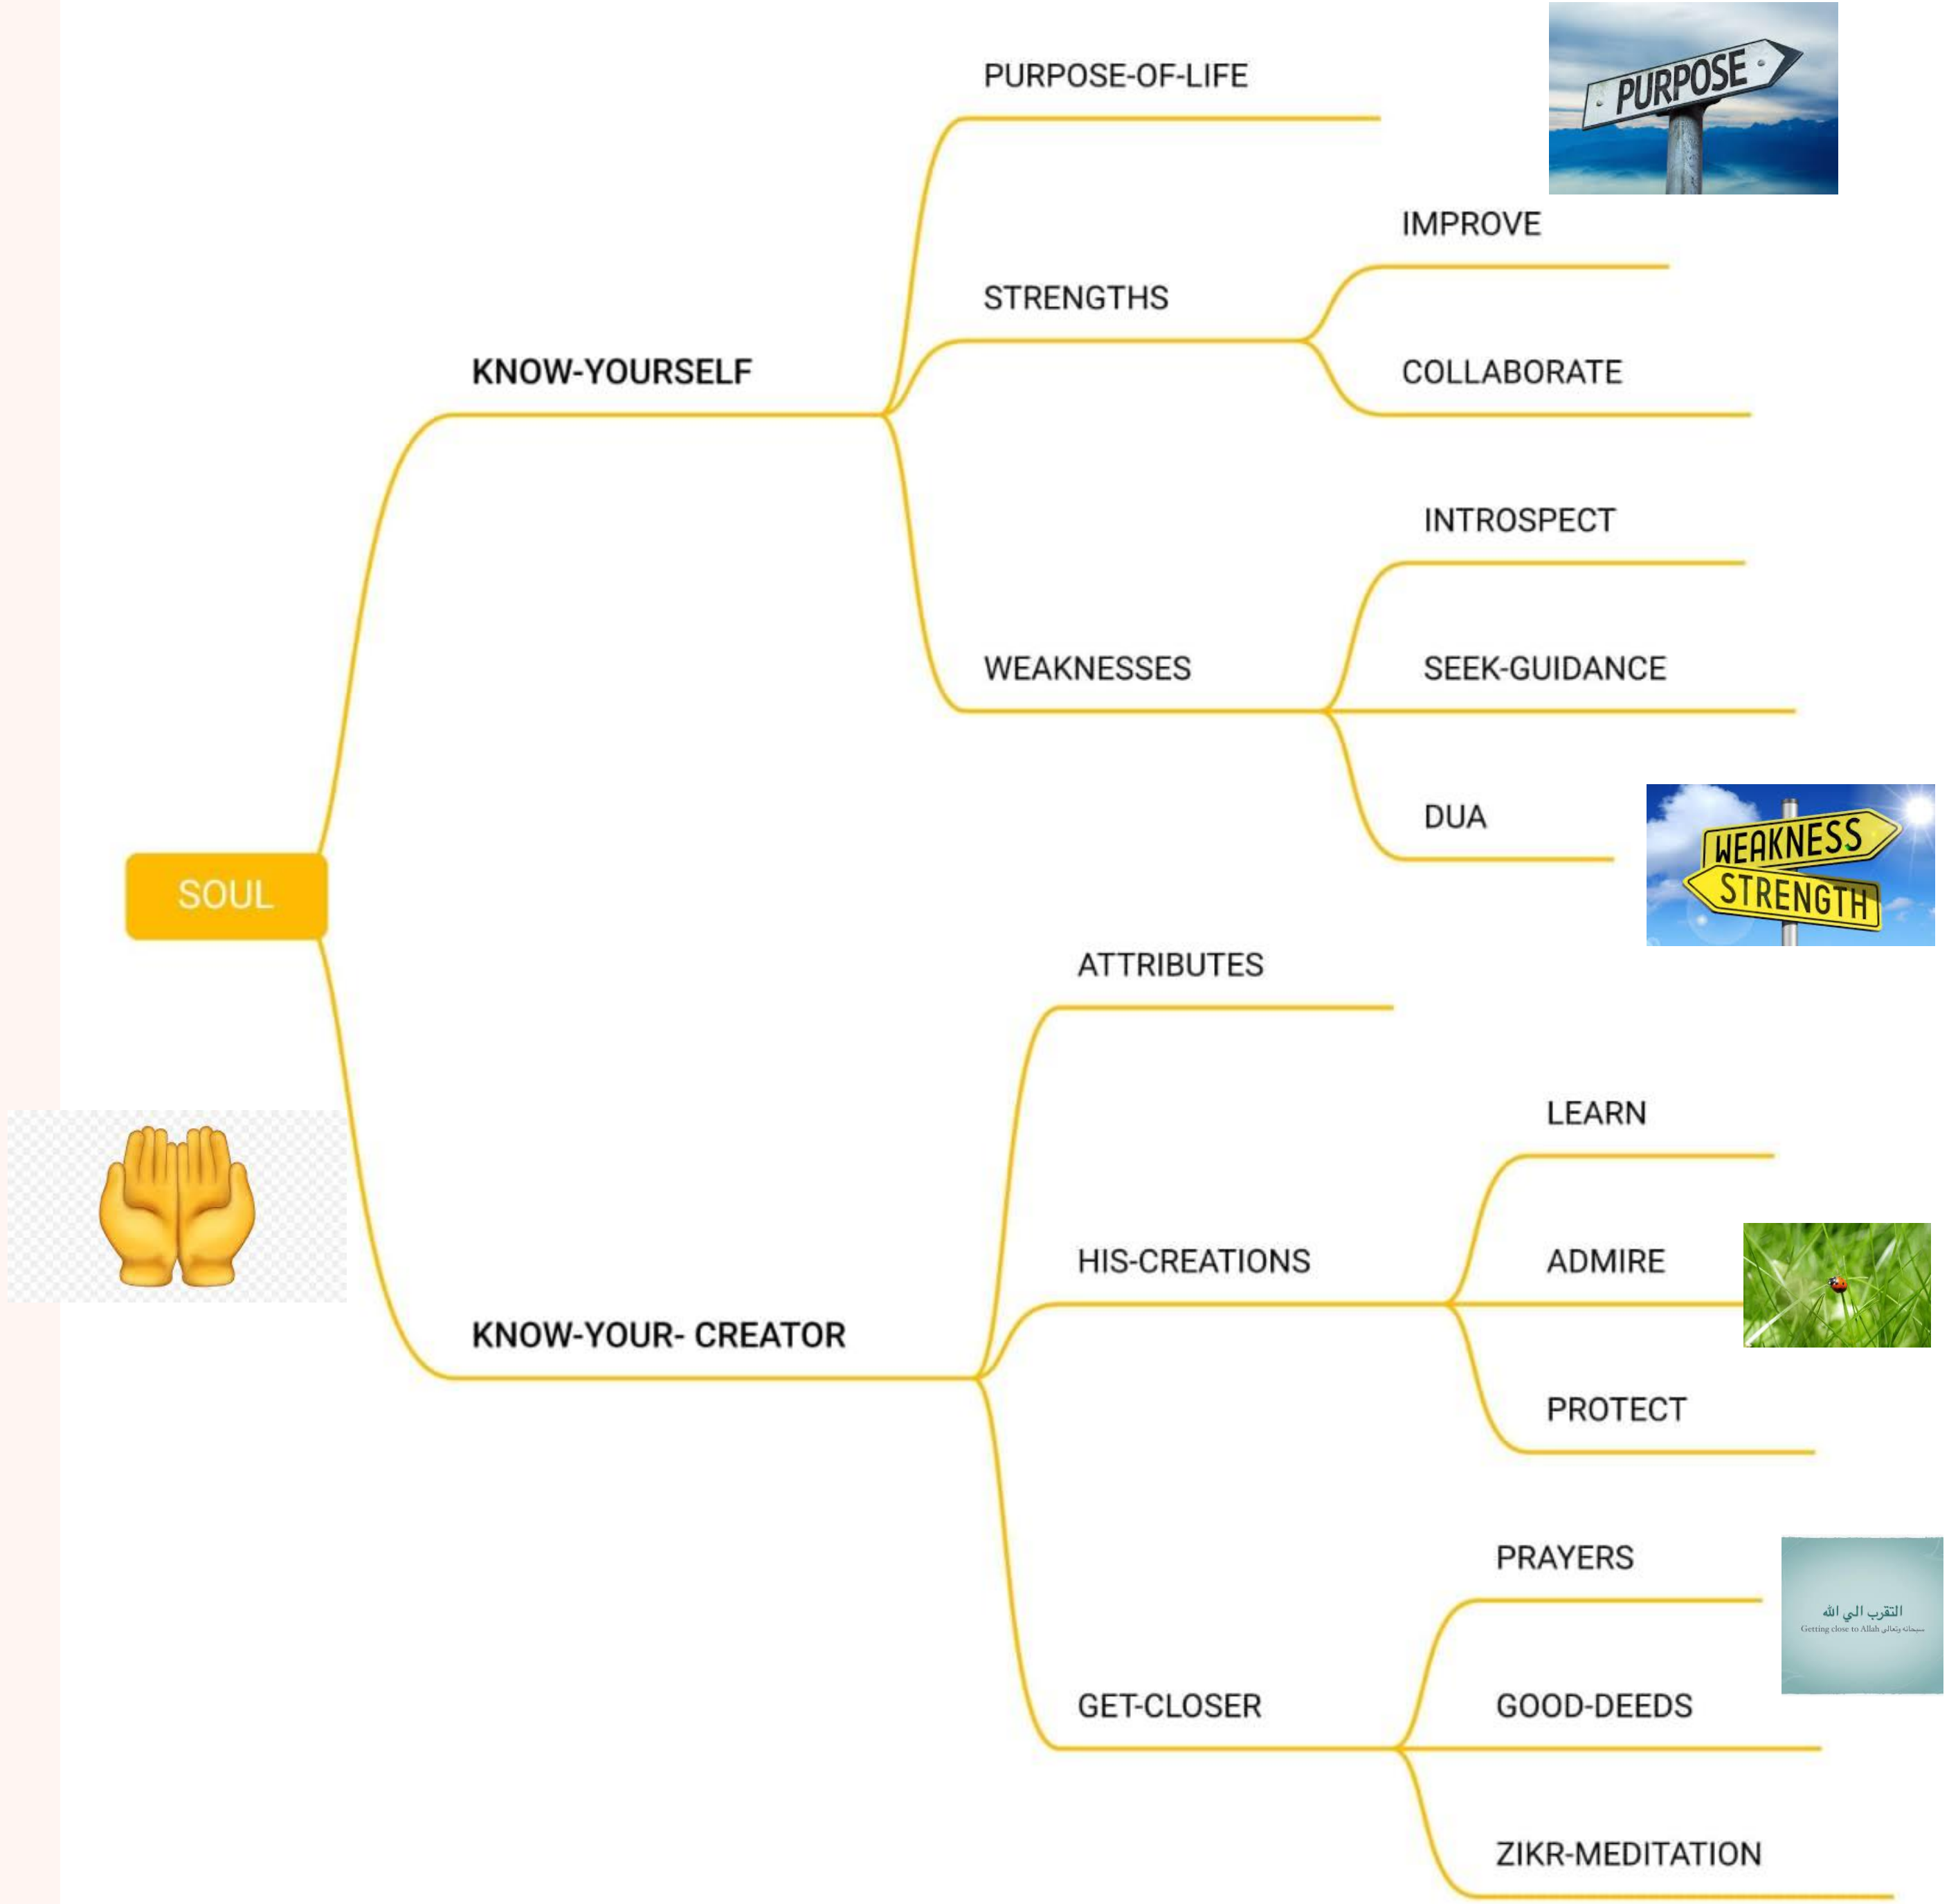 PURPOSE-OF-LIFE
PURPOSE
IMPROVE
STRENGTHS
KNOW-YOURSELF
COLLABORATE
INTROSPECT
WEAKNESSES
SEEK-GUIDANCE
DUA
WEAKNESS
STRENGTH
SOUL
ATTRIBUTES
LEARN
HIS-CREATIONS
ADMIRE
KNOW-YOUR- CREATOR
PROTECT
PRAYERS
التقرب الي الله
Getting close to Allah سبحانه وتعالى
GET-CLOSER
GOOD-DEEDS
ZIKR-MEDITATION